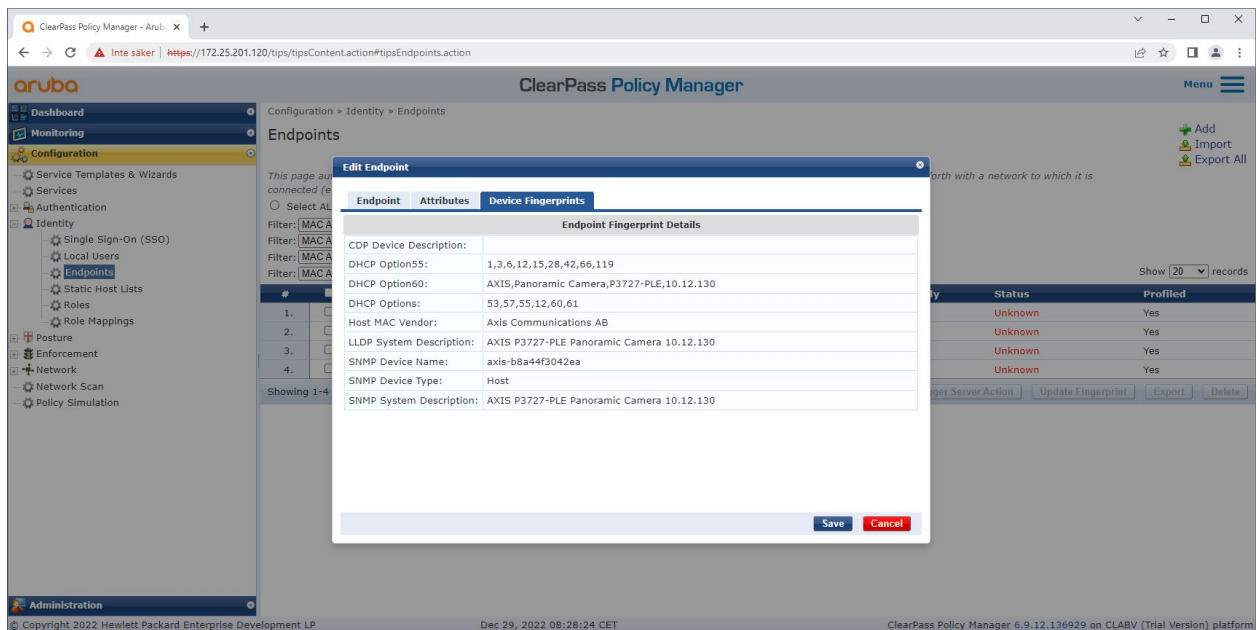 ClearPass Policy Manager - Arub
Inte säker | https://172.25.201.120/tips/tipsContent.action#tipsEndpoints.action
aruba
ClearPass Policy Manager
Menu
Dashboard
Monitoring
Configuration
Service Templates & Wizards
Services
Authentication
Identity
Single Sign-On (SSO)
Local Users
Endpoints
Static Host Lists
Roles
Role Mappings
Posture
Enforcement
Network
Network Scan
Policy Simulation
Administration
Configuration » Identity » Endpoints
Endpoints
Add
Import
Export All
This page au
orth with a network to which it is
connected (e
Select AL
Filter: MAC A
Filter: MAC A
Filter: MAC A
Filter: MAC A
Show 20 records
# Status Profiled
1. Unknown Yes
2. Unknown Yes
3. Unknown Yes
4. Unknown Yes
Showing 1-4
ger Server Action Update Fingerprint Export Delete
Edit Endpoint
Endpoint Attributes Device Fingerprints
Endpoint Fingerprint Details
CDP Device Description:
DHCP Option55: 1,3,6,12,15,28,42,66,119
DHCP Option60: AXIS,Panoramic Camera,P3727-PLE,10.12.130
DHCP Options: 53,57,55,12,60,61
Host MAC Vendor: Axis Communications AB
LLDP System Description: AXIS P3727-PLE Panoramic Camera 10.12.130
SNMP Device Name: axis-b8a44f3042ea
SNMP Device Type: Host
SNMP System Description: AXIS P3727-PLE Panoramic Camera 10.12.130
Save Cancel
© Copyright 2022 Hewlett Packard Enterprise Development LP
Dec 29, 2022 08:28:24 CET
ClearPass Policy Manager 6.9.12.136929 on CLABV (Trial Version) platform